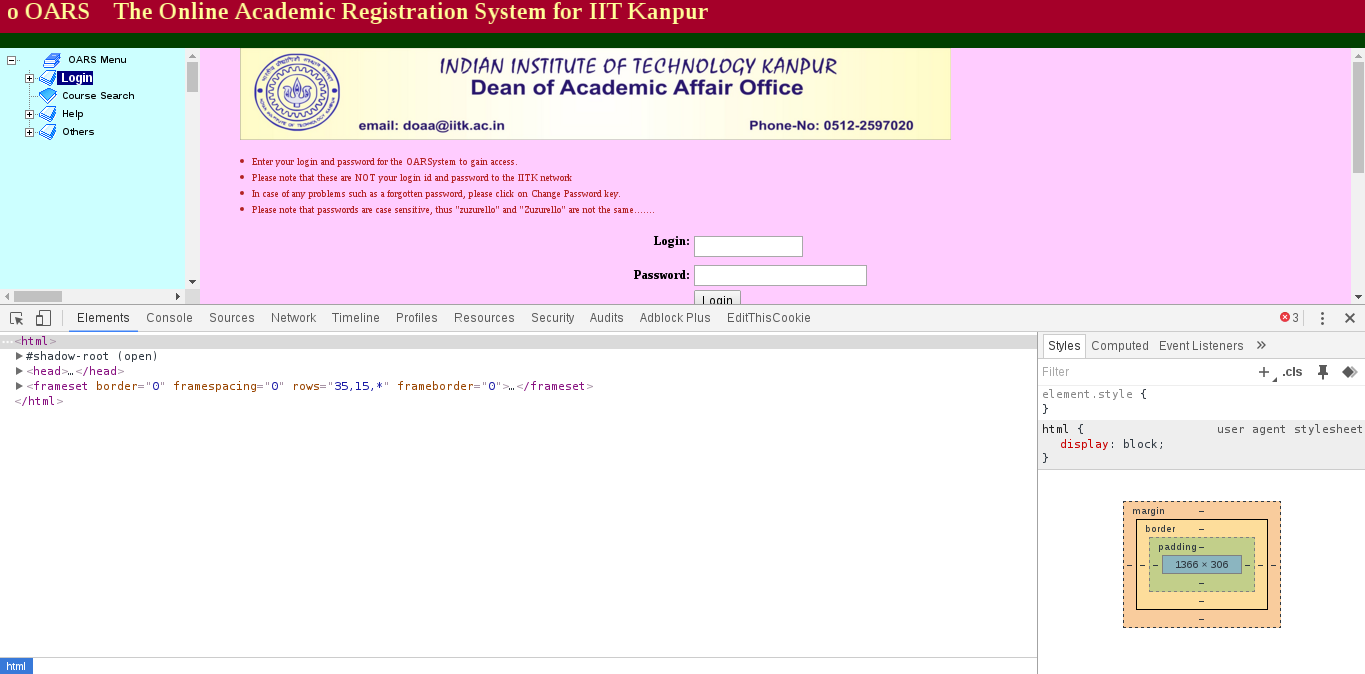 o OARS The Online Academic Registration System for IIT Kanpur
OARS Menu
Login
Course Search
Help
Others
INDIAN INSTITUTE OF TECHNOLOGY KANPUR
Dean of Academic Affair Office
email: doaa@iitk.ac.in Phone-No: 0512-2597020
Enter your login and password for the OARSystem to gain access.
Please note that these are NOT your login id and password to the IITK network
In case of any problems such as a forgotten password, please click on Change Password key.
Please note that passwords are case sensitive, thus "zuzurello" and "Zuzurello" are not the same.......
Login:
Password:
Login
Elements Console Sources Network Timeline Profiles Resources Security Audits Adblock Plus EditThisCookie 3
…<html>
#shadow-root (open)
<head>…</head>
<frameset border="0" framespacing="0" rows="35,15,*" frameborder="0">…</frameset>
</html>
html
Styles Computed Event Listeners »
Filter + .cls
element.style {
}
html { user agent stylesheet
display: block;
}
margin –
border –
padding –
– – – 1366 × 306 – – –
–
–
–